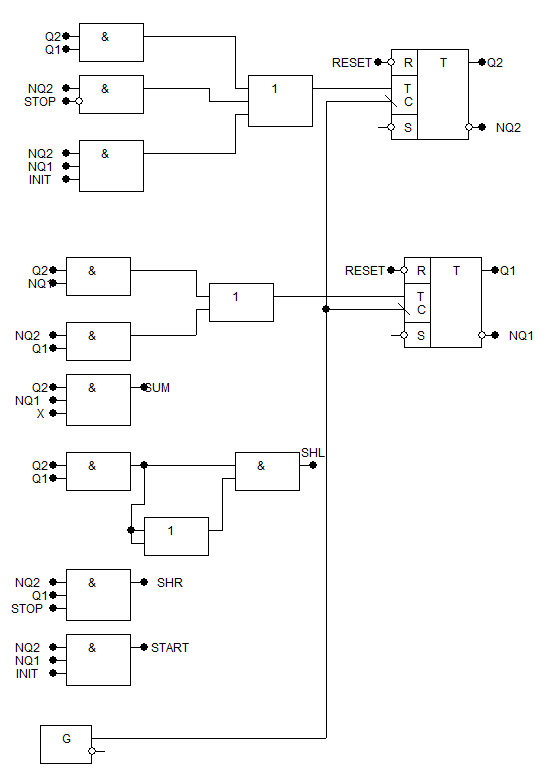 Q2 &
Q1
RESET R T Q2
NQ2 &
STOP
1
T
C
S NQ2
NQ2 &
NQ1
INIT
Q2 &
NQ1
RESET R T Q1
1
T
C
NQ2 &
Q1
S NQ1
Q2 & SUM
NQ1
X
SHL
Q2 & &
Q1
1
NQ2 & SHR
Q1
STOP
NQ2 & START
NQ1
INIT
G